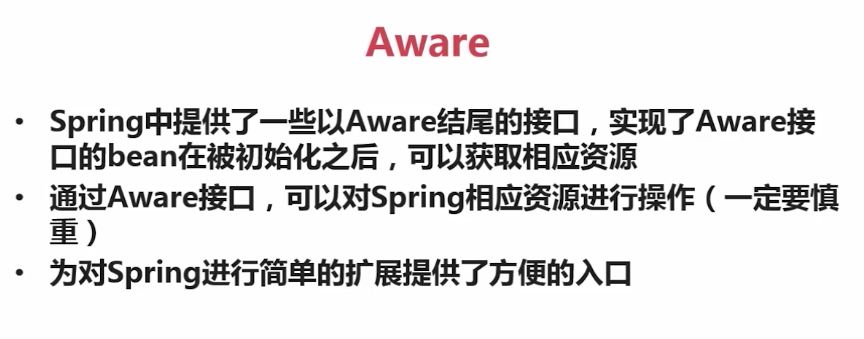 Aware
• Spring中提供了一些以Aware结尾的接口，实现了Aware接
口的bean在被初始化之后，可以获取相应资源
• 通过Aware接口，可以对Spring相应资源进行操作（一定要慎
重）
• 为对Spring进行简单的扩展提供了方便的入口